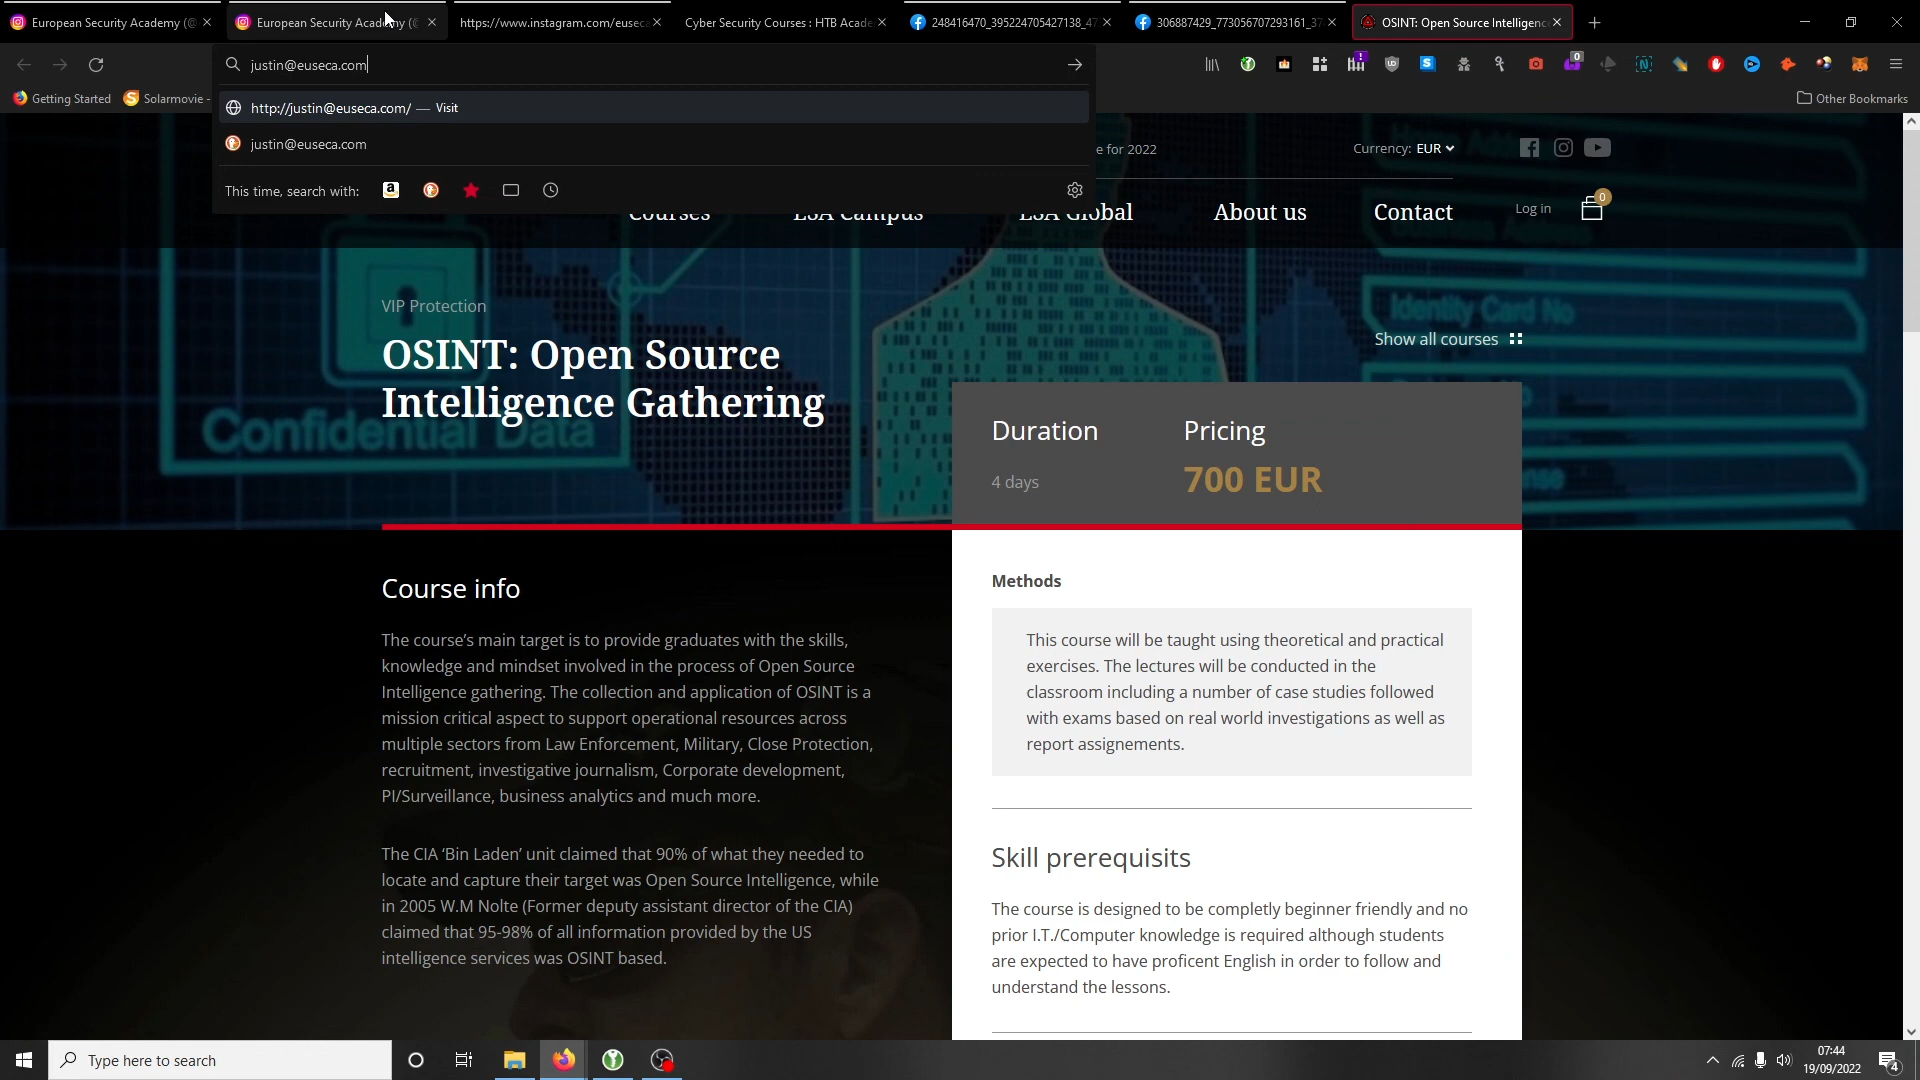 European Security Academy (@
European Security Academy (@
https://www.instagram.com/euseca
Cyber Security Courses : HTB Acade
248416470_395224705427138_47
306887429_773056707293161_37
OSINT: Open Source Intelligence
justin@euseca.com
Getting Started
Solarmovie -
Other Bookmarks
http://justin@euseca.com/ — Visit
justin@euseca.com
This time, search with:
e for 2022
Currency: EUR
Courses
ESA Campus
ESA Global
About us
Contact
Log in
0
VIP Protection
OSINT: Open Source
Intelligence Gathering
Show all courses
Identity Card No
Confidential Data
Duration
Pricing
4 days
700 EUR
Course info
The course's main target is to provide graduates with the skills,
knowledge and mindset involved in the process of Open Source
Intelligence gathering. The collection and application of OSINT is a
mission critical aspect to support operational resources across
multiple sectors from Law Enforcement, Military, Close Protection,
recruitment, investigative journalism, Corporate development,
PI/Surveillance, business analytics and much more.
The CIA ‘Bin Laden’ unit claimed that 90% of what they needed to
locate and capture their target was Open Source Intelligence, while
in 2005 W.M Nolte (Former deputy assistant director of the CIA)
claimed that 95-98% of all information provided by the US
intelligence services was OSINT based.
Methods
This course will be taught using theoretical and practical
exercises. The lectures will be conducted in the
classroom including a number of case studies followed
with exams based on real world investigations as well as
report assignements.
Skill prerequisits
The course is designed to be completly beginner friendly and no
prior I.T./Computer knowledge is required although students
are expected to have proficent English in order to follow and
understand the lessons.
Type here to search
07:44
19/09/2022
4